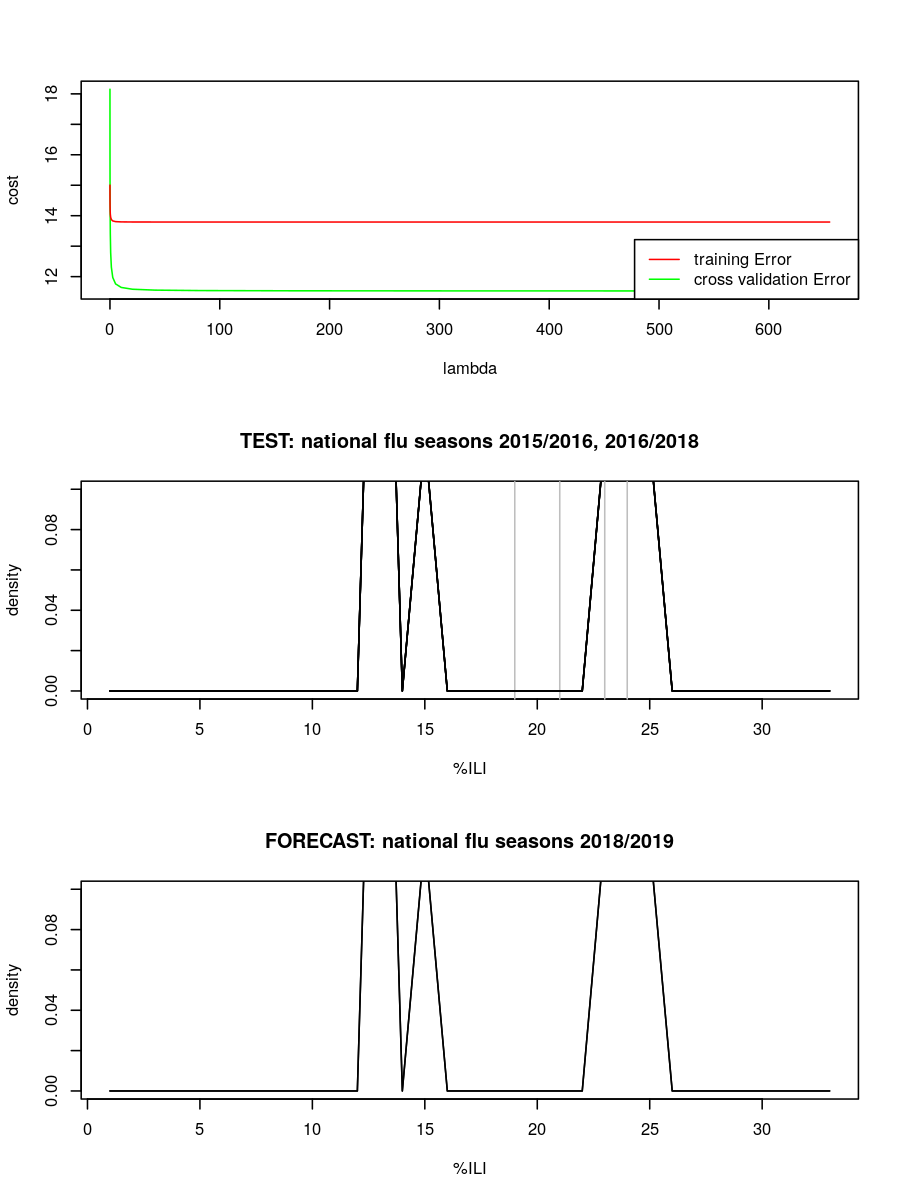 18
16
14
12
cost
training Error
cross validation Error
0 100 200 300 400 500 600
lambda
TEST: national flu seasons 2015/2016, 2016/2018
0.08
0.04
0.00
density
0 5 10 15 20 25 30
%ILI
FORECAST: national flu seasons 2018/2019
0.08
0.04
0.00
density
0 5 10 15 20 25 30
%ILI